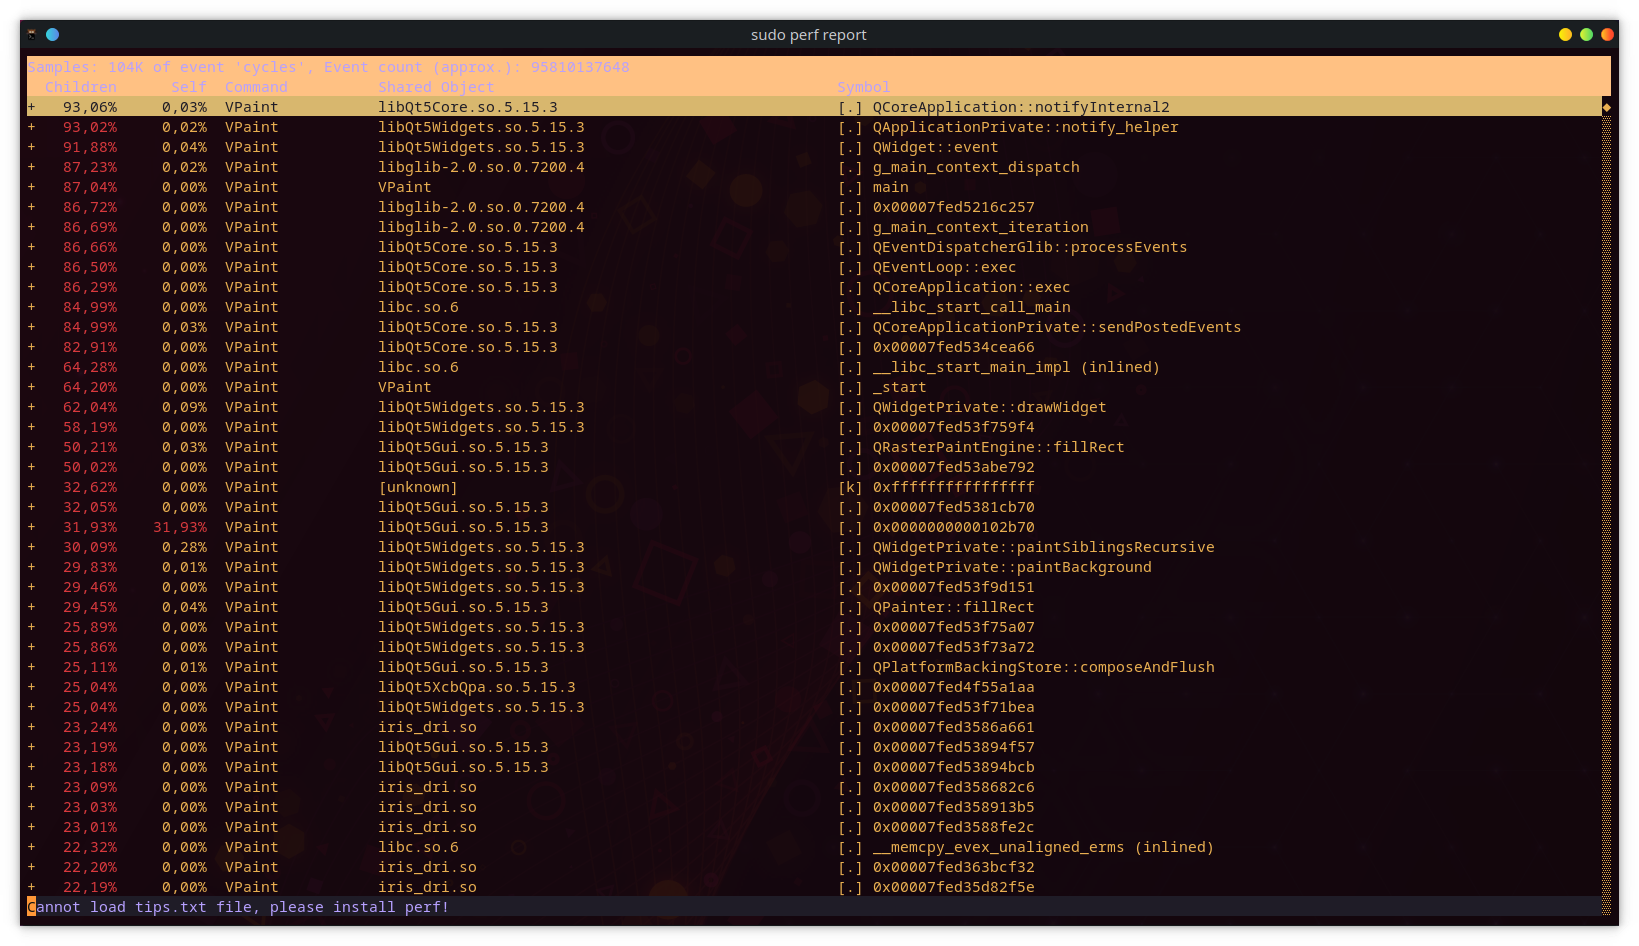 sudo perf report
Samples: 104K of event 'cycles', Event count (approx.): 95810137648
Children Self Command Shared Object Symbol
+ 93,06% 0,03% VPaint libQt5Core.so.5.15.3 [.] QCoreApplication::notifyInternal2
+ 93,02% 0,02% VPaint libQt5Widgets.so.5.15.3 [.] QApplicationPrivate::notify_helper
+ 91,88% 0,04% VPaint libQt5Widgets.so.5.15.3 [.] QWidget::event
+ 87,23% 0,02% VPaint libglib-2.0.so.0.7200.4 [.] g_main_context_dispatch
+ 87,04% 0,00% VPaint VPaint [.] main
+ 86,72% 0,00% VPaint libglib-2.0.so.0.7200.4 [.] 0x00007fed5216c257
+ 86,69% 0,00% VPaint libglib-2.0.so.0.7200.4 [.] g_main_context_iteration
+ 86,66% 0,00% VPaint libQt5Core.so.5.15.3 [.] QEventDispatcherGlib::processEvents
+ 86,50% 0,00% VPaint libQt5Core.so.5.15.3 [.] QEventLoop::exec
+ 86,29% 0,00% VPaint libQt5Core.so.5.15.3 [.] QCoreApplication::exec
+ 84,99% 0,00% VPaint libc.so.6 [.] __libc_start_call_main
+ 84,99% 0,03% VPaint libQt5Core.so.5.15.3 [.] QCoreApplicationPrivate::sendPostedEvents
+ 82,91% 0,00% VPaint libQt5Core.so.5.15.3 [.] 0x00007fed534cea66
+ 64,28% 0,00% VPaint libc.so.6 [.] __libc_start_main_impl (inlined)
+ 64,20% 0,00% VPaint VPaint [.] _start
+ 62,04% 0,09% VPaint libQt5Widgets.so.5.15.3 [.] QWidgetPrivate::drawWidget
+ 58,19% 0,00% VPaint libQt5Widgets.so.5.15.3 [.] 0x00007fed53f759f4
+ 50,21% 0,03% VPaint libQt5Gui.so.5.15.3 [.] QRasterPaintEngine::fillRect
+ 50,02% 0,00% VPaint libQt5Gui.so.5.15.3 [.] 0x00007fed53abe792
+ 32,62% 0,00% VPaint [unknown] [k] 0xffffffffffffffff
+ 32,05% 0,00% VPaint libQt5Gui.so.5.15.3 [.] 0x00007fed5381cb70
+ 31,93% 31,93% VPaint libQt5Gui.so.5.15.3 [.] 0x0000000000102b70
+ 30,09% 0,28% VPaint libQt5Widgets.so.5.15.3 [.] QWidgetPrivate::paintSiblingsRecursive
+ 29,83% 0,01% VPaint libQt5Widgets.so.5.15.3 [.] QWidgetPrivate::paintBackground
+ 29,46% 0,00% VPaint libQt5Widgets.so.5.15.3 [.] 0x00007fed53f9d151
+ 29,45% 0,04% VPaint libQt5Gui.so.5.15.3 [.] QPainter::fillRect
+ 25,89% 0,00% VPaint libQt5Widgets.so.5.15.3 [.] 0x00007fed53f75a07
+ 25,86% 0,00% VPaint libQt5Widgets.so.5.15.3 [.] 0x00007fed53f73a72
+ 25,11% 0,01% VPaint libQt5Gui.so.5.15.3 [.] QPlatformBackingStore::composeAndFlush
+ 25,04% 0,00% VPaint libQt5XcbQpa.so.5.15.3 [.] 0x00007fed4f55a1aa
+ 25,04% 0,00% VPaint libQt5Widgets.so.5.15.3 [.] 0x00007fed53f71bea
+ 23,24% 0,00% VPaint iris_dri.so [.] 0x00007fed3586a661
+ 23,19% 0,00% VPaint libQt5Gui.so.5.15.3 [.] 0x00007fed53894f57
+ 23,18% 0,00% VPaint libQt5Gui.so.5.15.3 [.] 0x00007fed53894bcb
+ 23,09% 0,00% VPaint iris_dri.so [.] 0x00007fed358682c6
+ 23,03% 0,00% VPaint iris_dri.so [.] 0x00007fed358913b5
+ 23,01% 0,00% VPaint iris_dri.so [.] 0x00007fed3588fe2c
+ 22,32% 0,00% VPaint libc.so.6 [.] __memcpy_evex_unaligned_erms (inlined)
+ 22,20% 0,00% VPaint iris_dri.so [.] 0x00007fed363bcf32
+ 22,19% 0,00% VPaint iris_dri.so [.] 0x00007fed35d82f5e
Cannot load tips.txt file, please install perf!